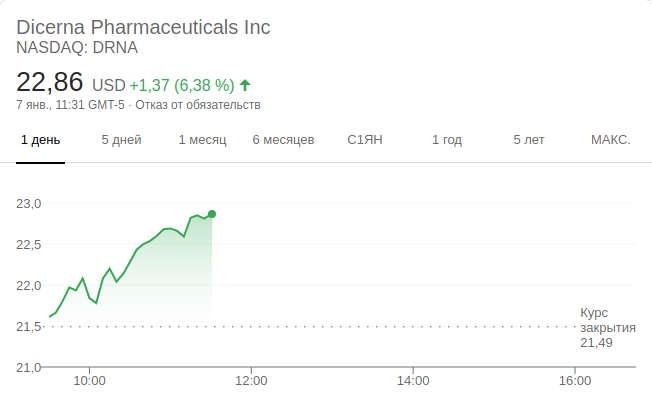 Dicerna Pharmaceuticals Inc
NASDAQ: DRNA
22,86 USD +1,37 (6,38 %)
7 янв., 11:31 GMT-5 · Отказ от обязательств
1 день 5 дней 1 месяц 6 месяцев С1ЯН 1 год 5 лет МАКС.
23,0
22,5
22,0
21,5
21,0
Курс
закрытия
21,49
10:00 12:00 14:00 16:00